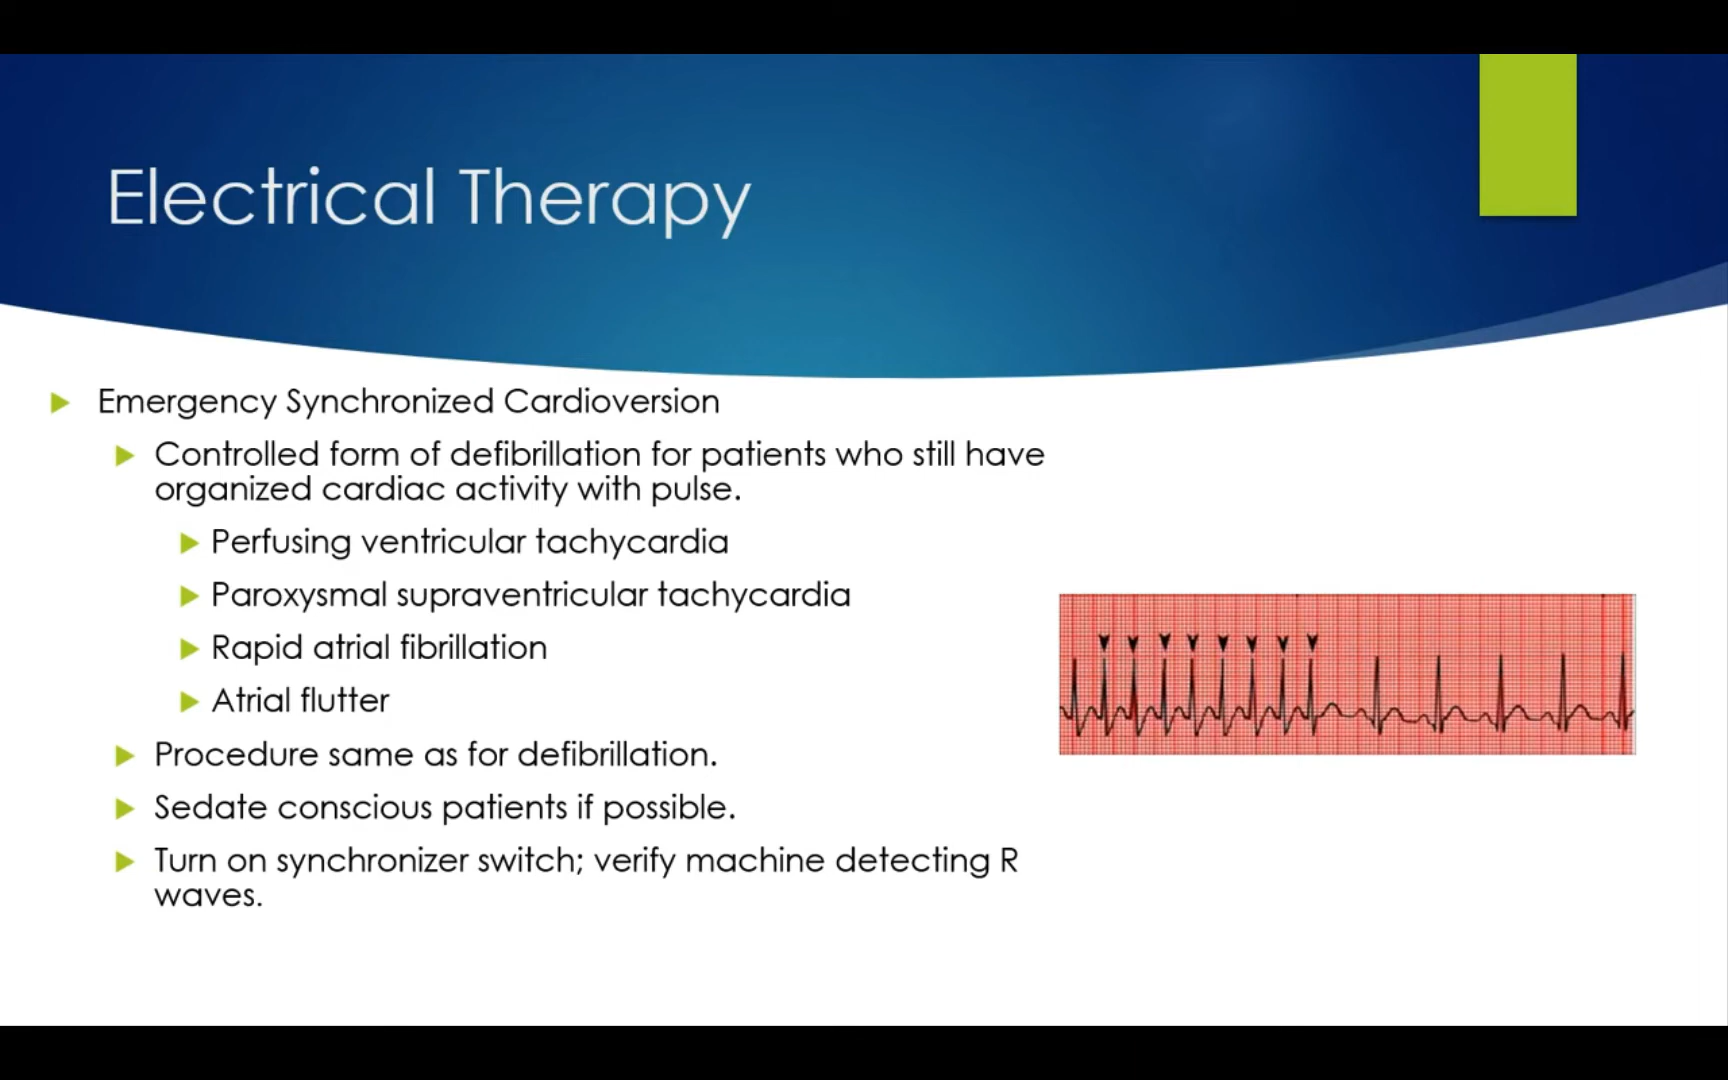 Electrical Therapy
Emergency Synchronized Cardioversion
Controlled form of defibrillation for patients who still have
organized cardiac activity with pulse.
Perfusing ventricular tachycardia
Paroxysmal supraventricular tachycardia
Rapid atrial fibrillation
Atrial flutter
Procedure same as for defibrillation.
Sedate conscious patients if possible.
Turn on synchronizer switch; verify machine detecting R
waves.